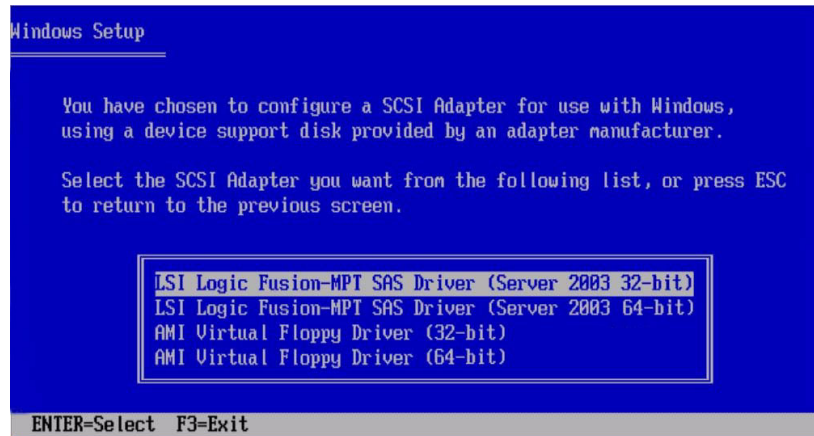 Windows Setup
You have chosen to configure a SCSI Adapter for use with Windows,
using a device support disk provided by an adapter manufacturer.
Select the SCSI Adapter you want from the following list, or press ESC
to return to the previous screen.
LSI Logic Fusion-MPT SAS Driver (Server 2003 32-bit)
LSI Logic Fusion-MPT SAS Driver (Server 2003 64-bit)
AMI Virtual Floppy Driver (32-bit)
AMI Virtual Floppy Driver (64-bit)
ENTER=Select F3=Exit